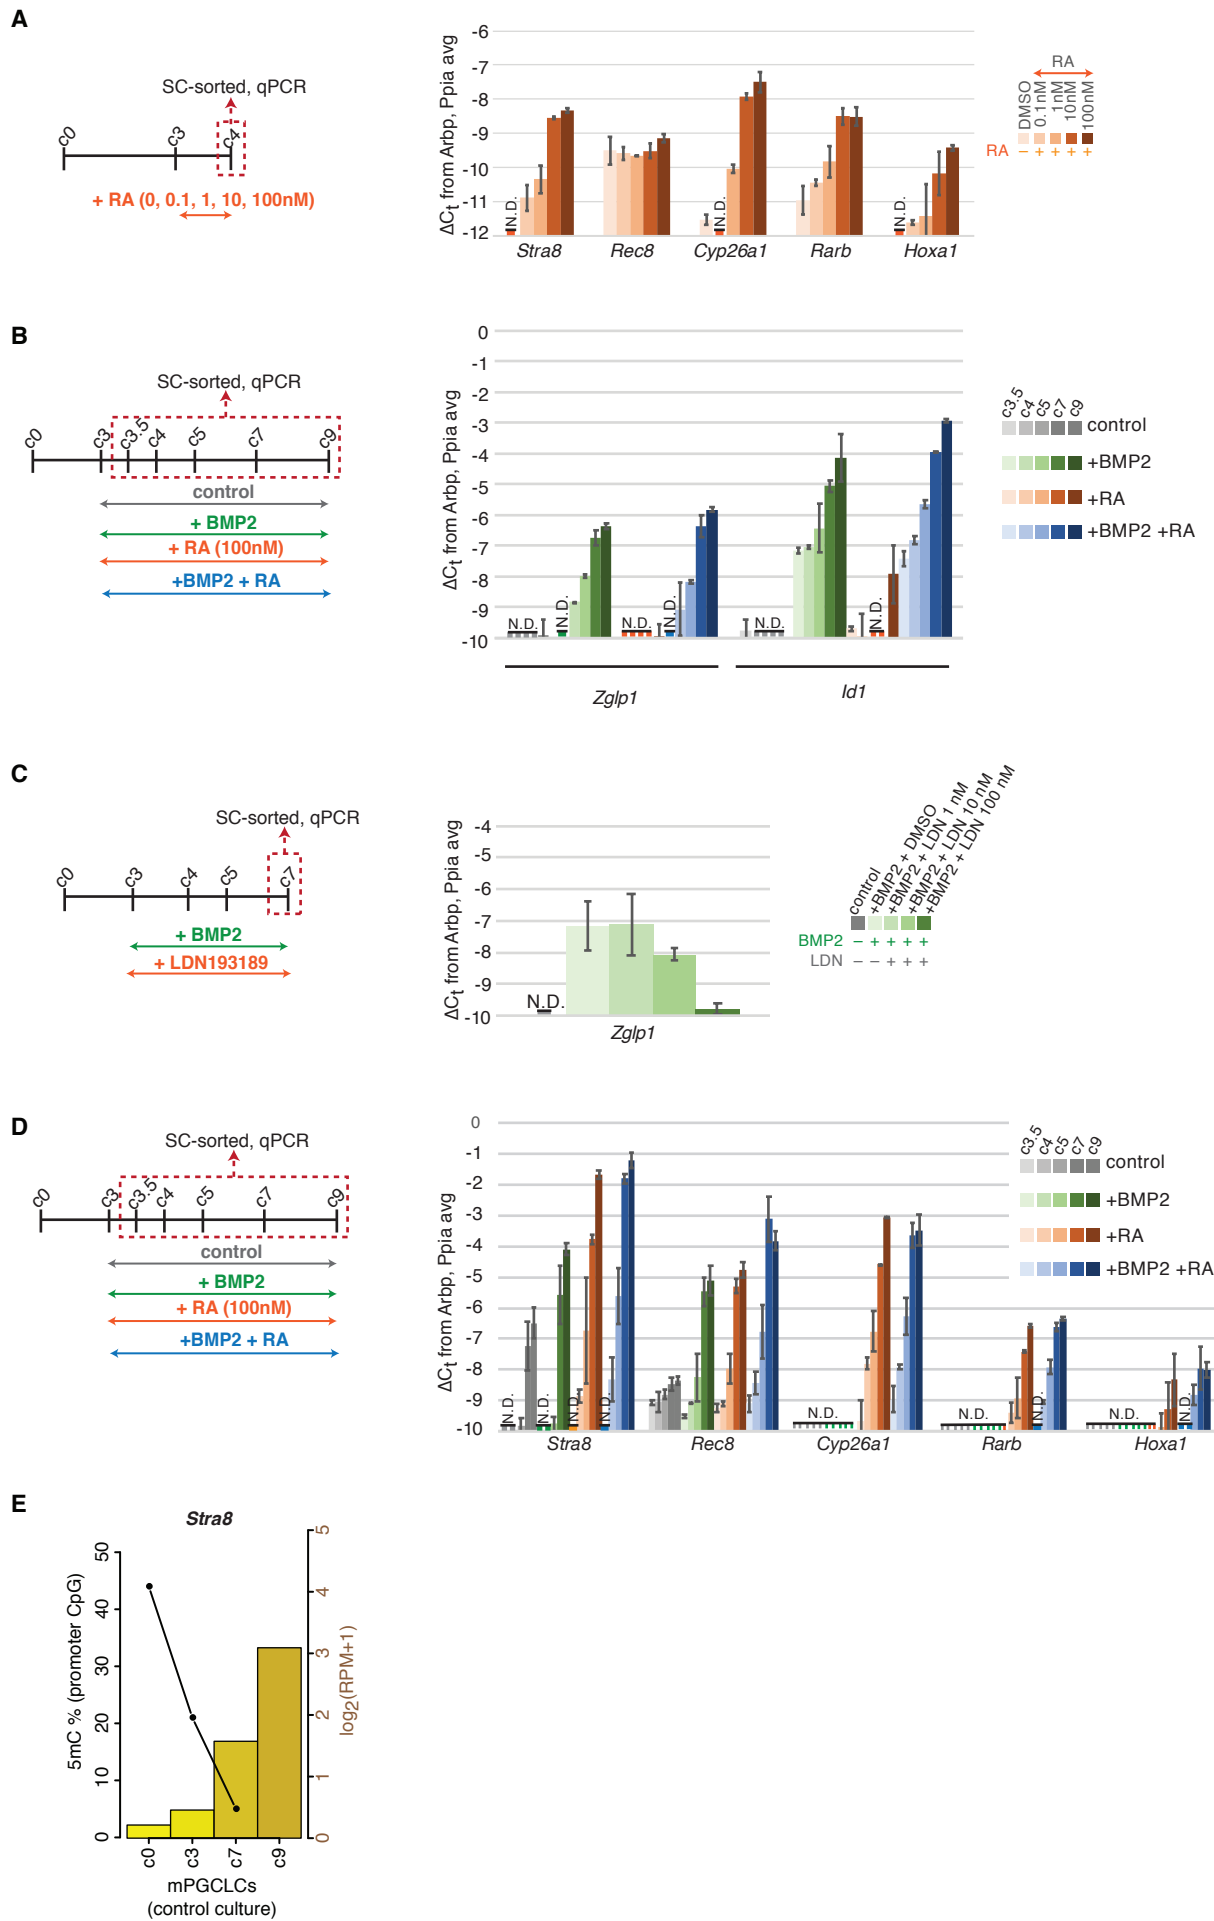 A
SC-sorted, qPCR
c0
c3
c4
+ RA (0, 0.1, 1, 10, 100nM)
ΔCt from Arbp, Ppia avg
-6
-7
-8
-9
-10
-11
-12
N.D.
N.D.
N.D.
Stra8
Rec8
Cyp26a1
Rarb
Hoxa1
RA
DMSO
0.1nM
1nM
10nM
100nM
RA − + + + +
B
SC-sorted, qPCR
c0
c3
c3.5
c4
c5
c7
c9
control
+ BMP2
+ RA (100nM)
+BMP2 + RA
ΔCt from Arbp, Ppia avg
0
-1
-2
-3
-4
-5
-6
-7
-8
-9
-10
N.D.
N.D.
N.D.
N.D.
N.D.
N.D.
Zglp1
Id1
c3.5
c4
c5
c7
c9
control
+BMP2
+RA
+BMP2 +RA
C
SC-sorted, qPCR
c0
c3
c4
c5
c7
+ BMP2
+ LDN193189
ΔCt from Arbp, Ppia avg
-4
-5
-6
-7
-8
-9
-10
N.D.
Zglp1
control
+BMP2 + DMSO
+BMP2 + LDN 1 nM
+BMP2 + LDN 10 nM
+BMP2 + LDN 100 nM
BMP2 − + + + +
LDN − − + + +
D
SC-sorted, qPCR
c0
c3
c3.5
c4
c5
c7
c9
control
+ BMP2
+ RA (100nM)
+BMP2 + RA
ΔCt from Arbp, Ppia avg
0
-1
-2
-3
-4
-5
-6
-7
-8
-9
-10
N.D.
N.D.
N.D.
N.D.
N.D.
N.D.
N.D.
N.D.
N.D.
Stra8
Rec8
Cyp26a1
Rarb
Hoxa1
c3.5
c4
c5
c7
c9
control
+BMP2
+RA
+BMP2 +RA
E
Stra8
5mC % (promoter CpG)
50
40
30
20
10
0
5
4
3
2
1
0
log2(RPM+1)
c0
c3
c7
c9
mPGCLCs
(control culture)